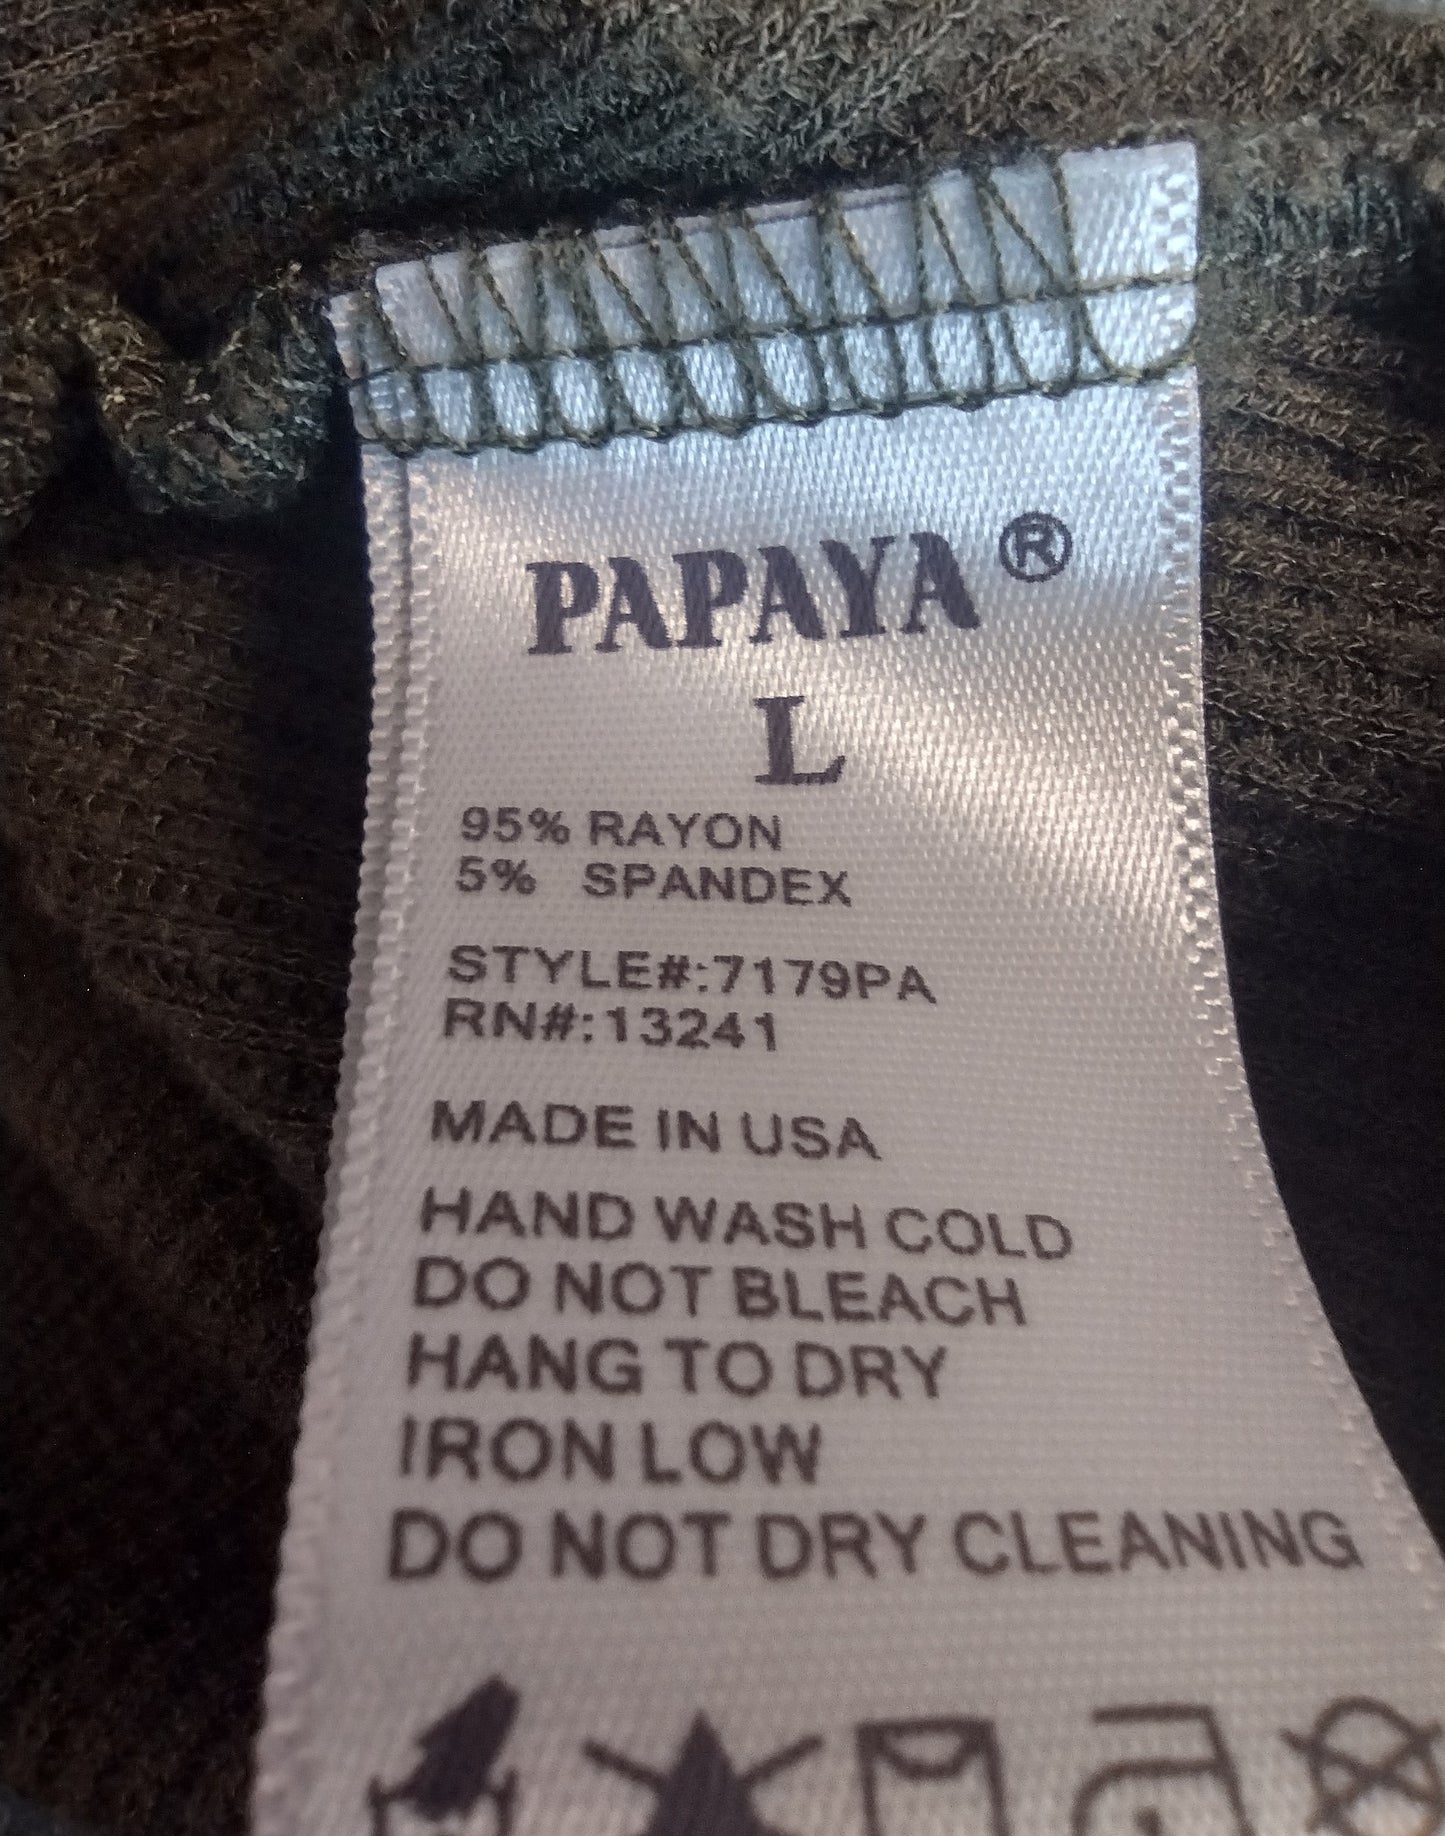 PAPAYA®
L
95% RAYON
5% SPANDEX
STYLE#:7179PA
RN#:13241
MADE IN USA
HAND WASH COLD
DO NOT BLEACH
HANG TO DRY
IRON LOW
DO NOT DRY CLEANING